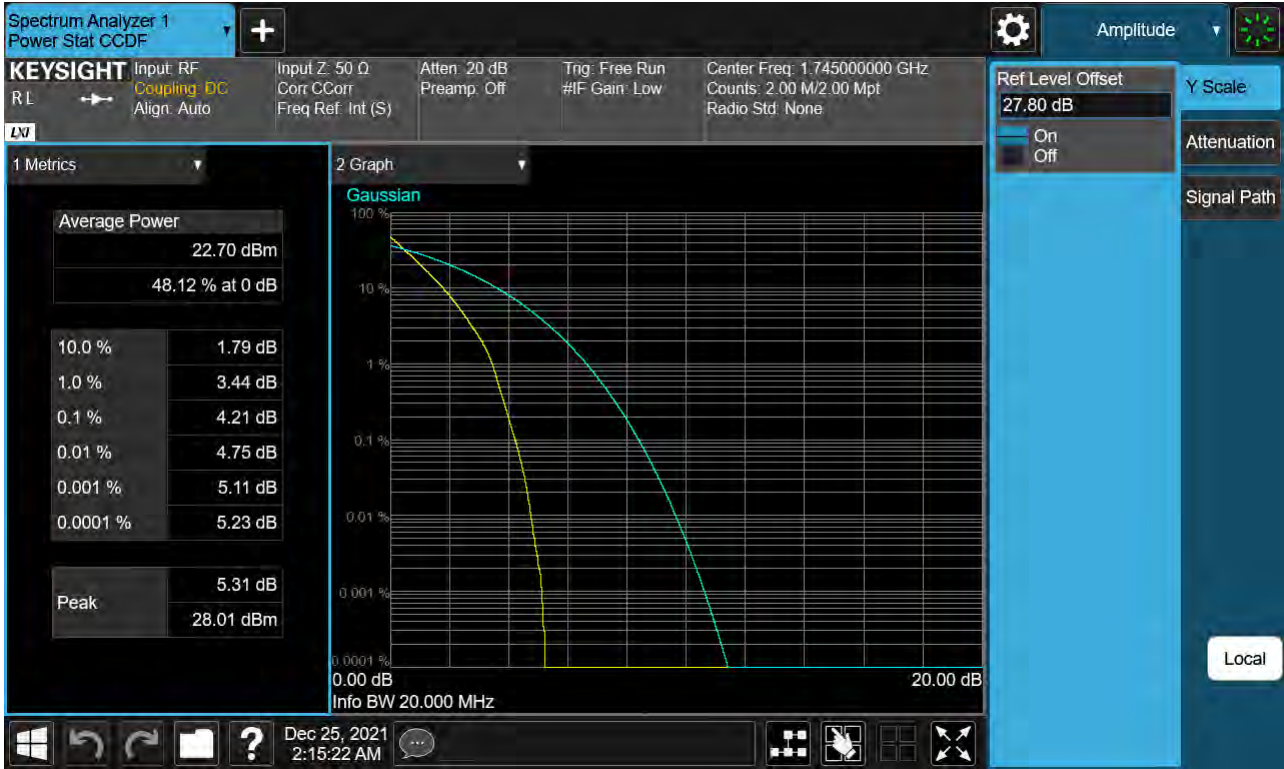 Spectrum Analyzer 1
Power Stat CCDF
Amplitude
KEYSIGHT
R L
LXI
Input: RF
Coupling: DC
Align: Auto
Input Z: 50 Ω
Corr CCorr
Freq Ref: Int (S)
Atten: 20 dB
Preamp: Off
Trig: Free Run
#IF Gain: Low
Center Freq: 1.745000000 GHz
Counts: 2.00 M/2.00 Mpt
Radio Std: None
Ref Level Offset
27.80 dB
On
Off
Y Scale
Attenuation
Signal Path
1 Metrics
Average Power
22.70 dBm
48.12 % at 0 dB
10.0 % 1.79 dB
1.0 % 3.44 dB
0.1 % 4.21 dB
0.01 % 4.75 dB
0.001 % 5.11 dB
0.0001 % 5.23 dB
Peak
5.31 dB
28.01 dBm
2 Graph
Gaussian
100 %
10 %
1 %
0.1 %
0.01 %
0.001 %
0.0001 %
0.00 dB 20.00 dB
Info BW 20.000 MHz
Local
Dec 25, 2021
2:15:22 AM